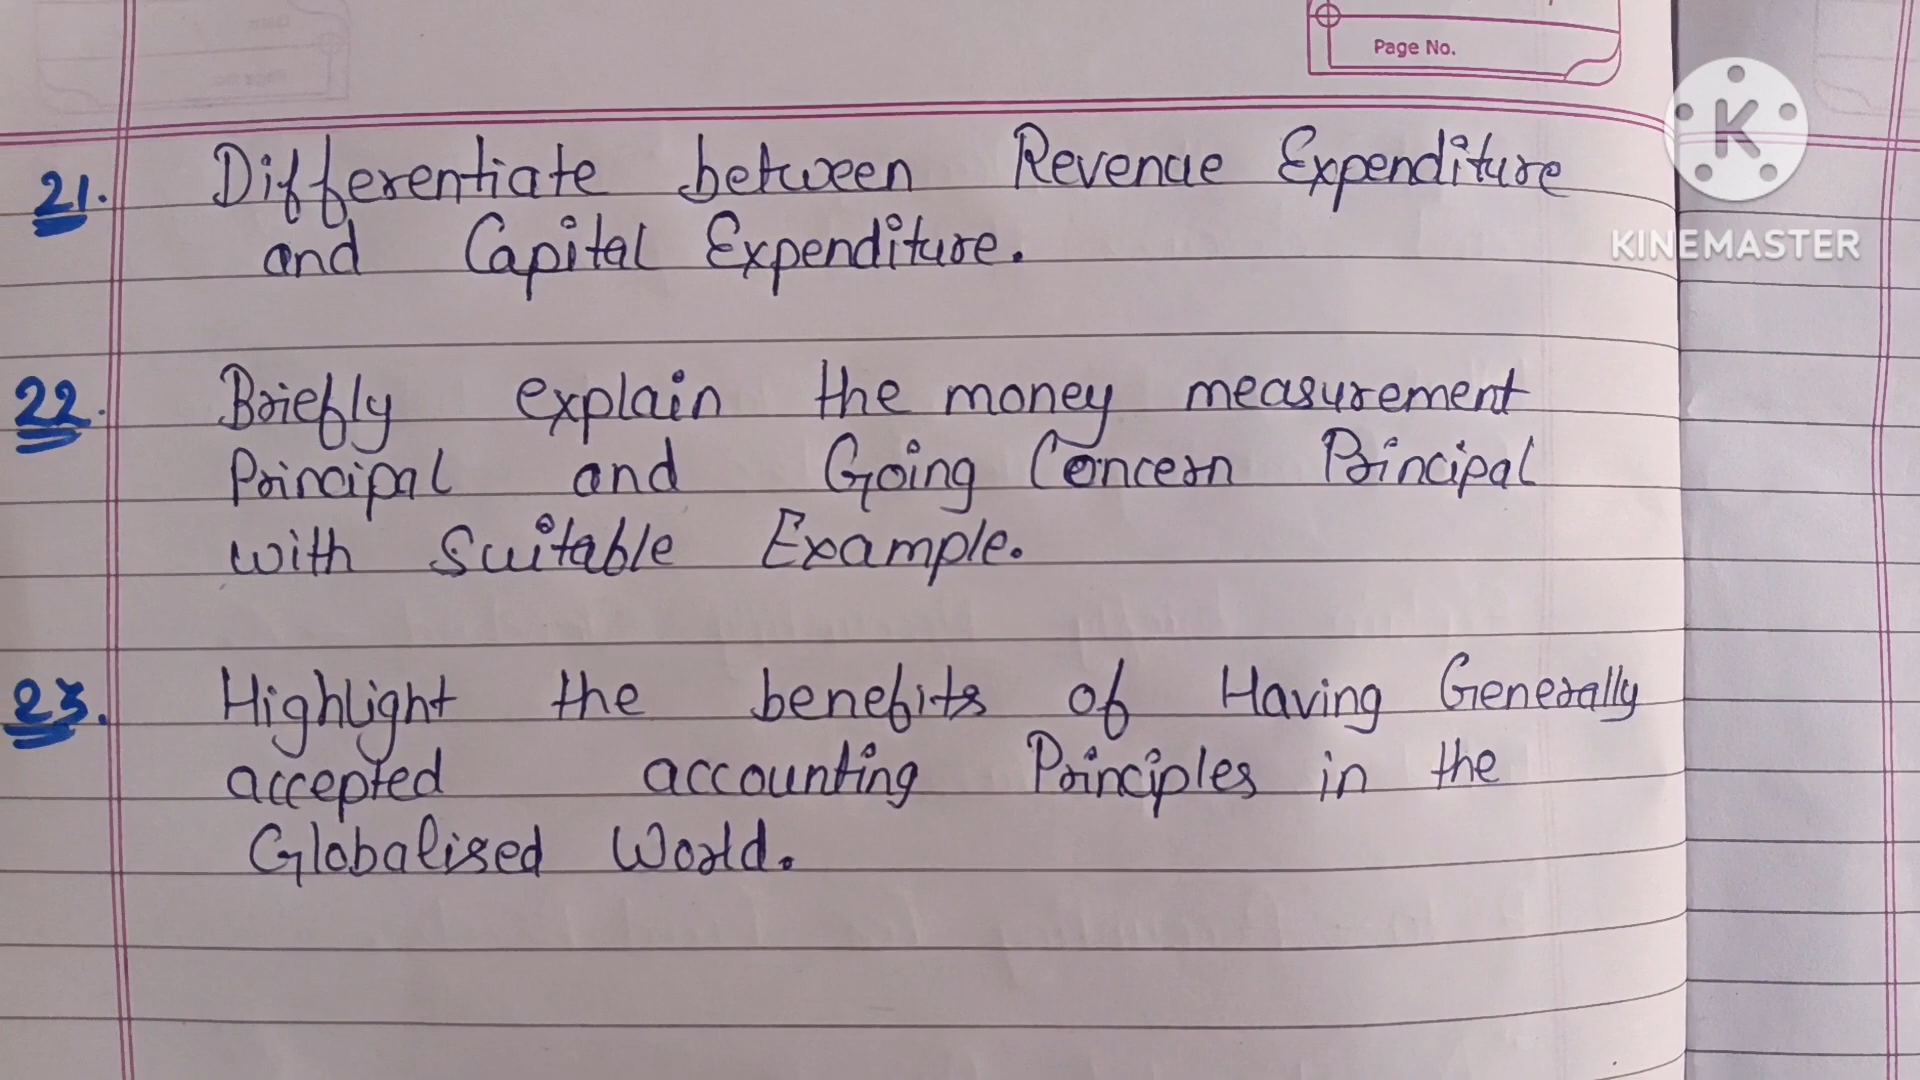 Page No.
K
KINEMASTER
21. Differentiate between Revenue Expenditure
and Capital Expenditure.
22. Briefly explain the money measurement
Principal and Going Concern Principal
with Suitable Example.
23. Highlight the benefits of Having Generally
accepted accounting Principles in the
Globalised World.